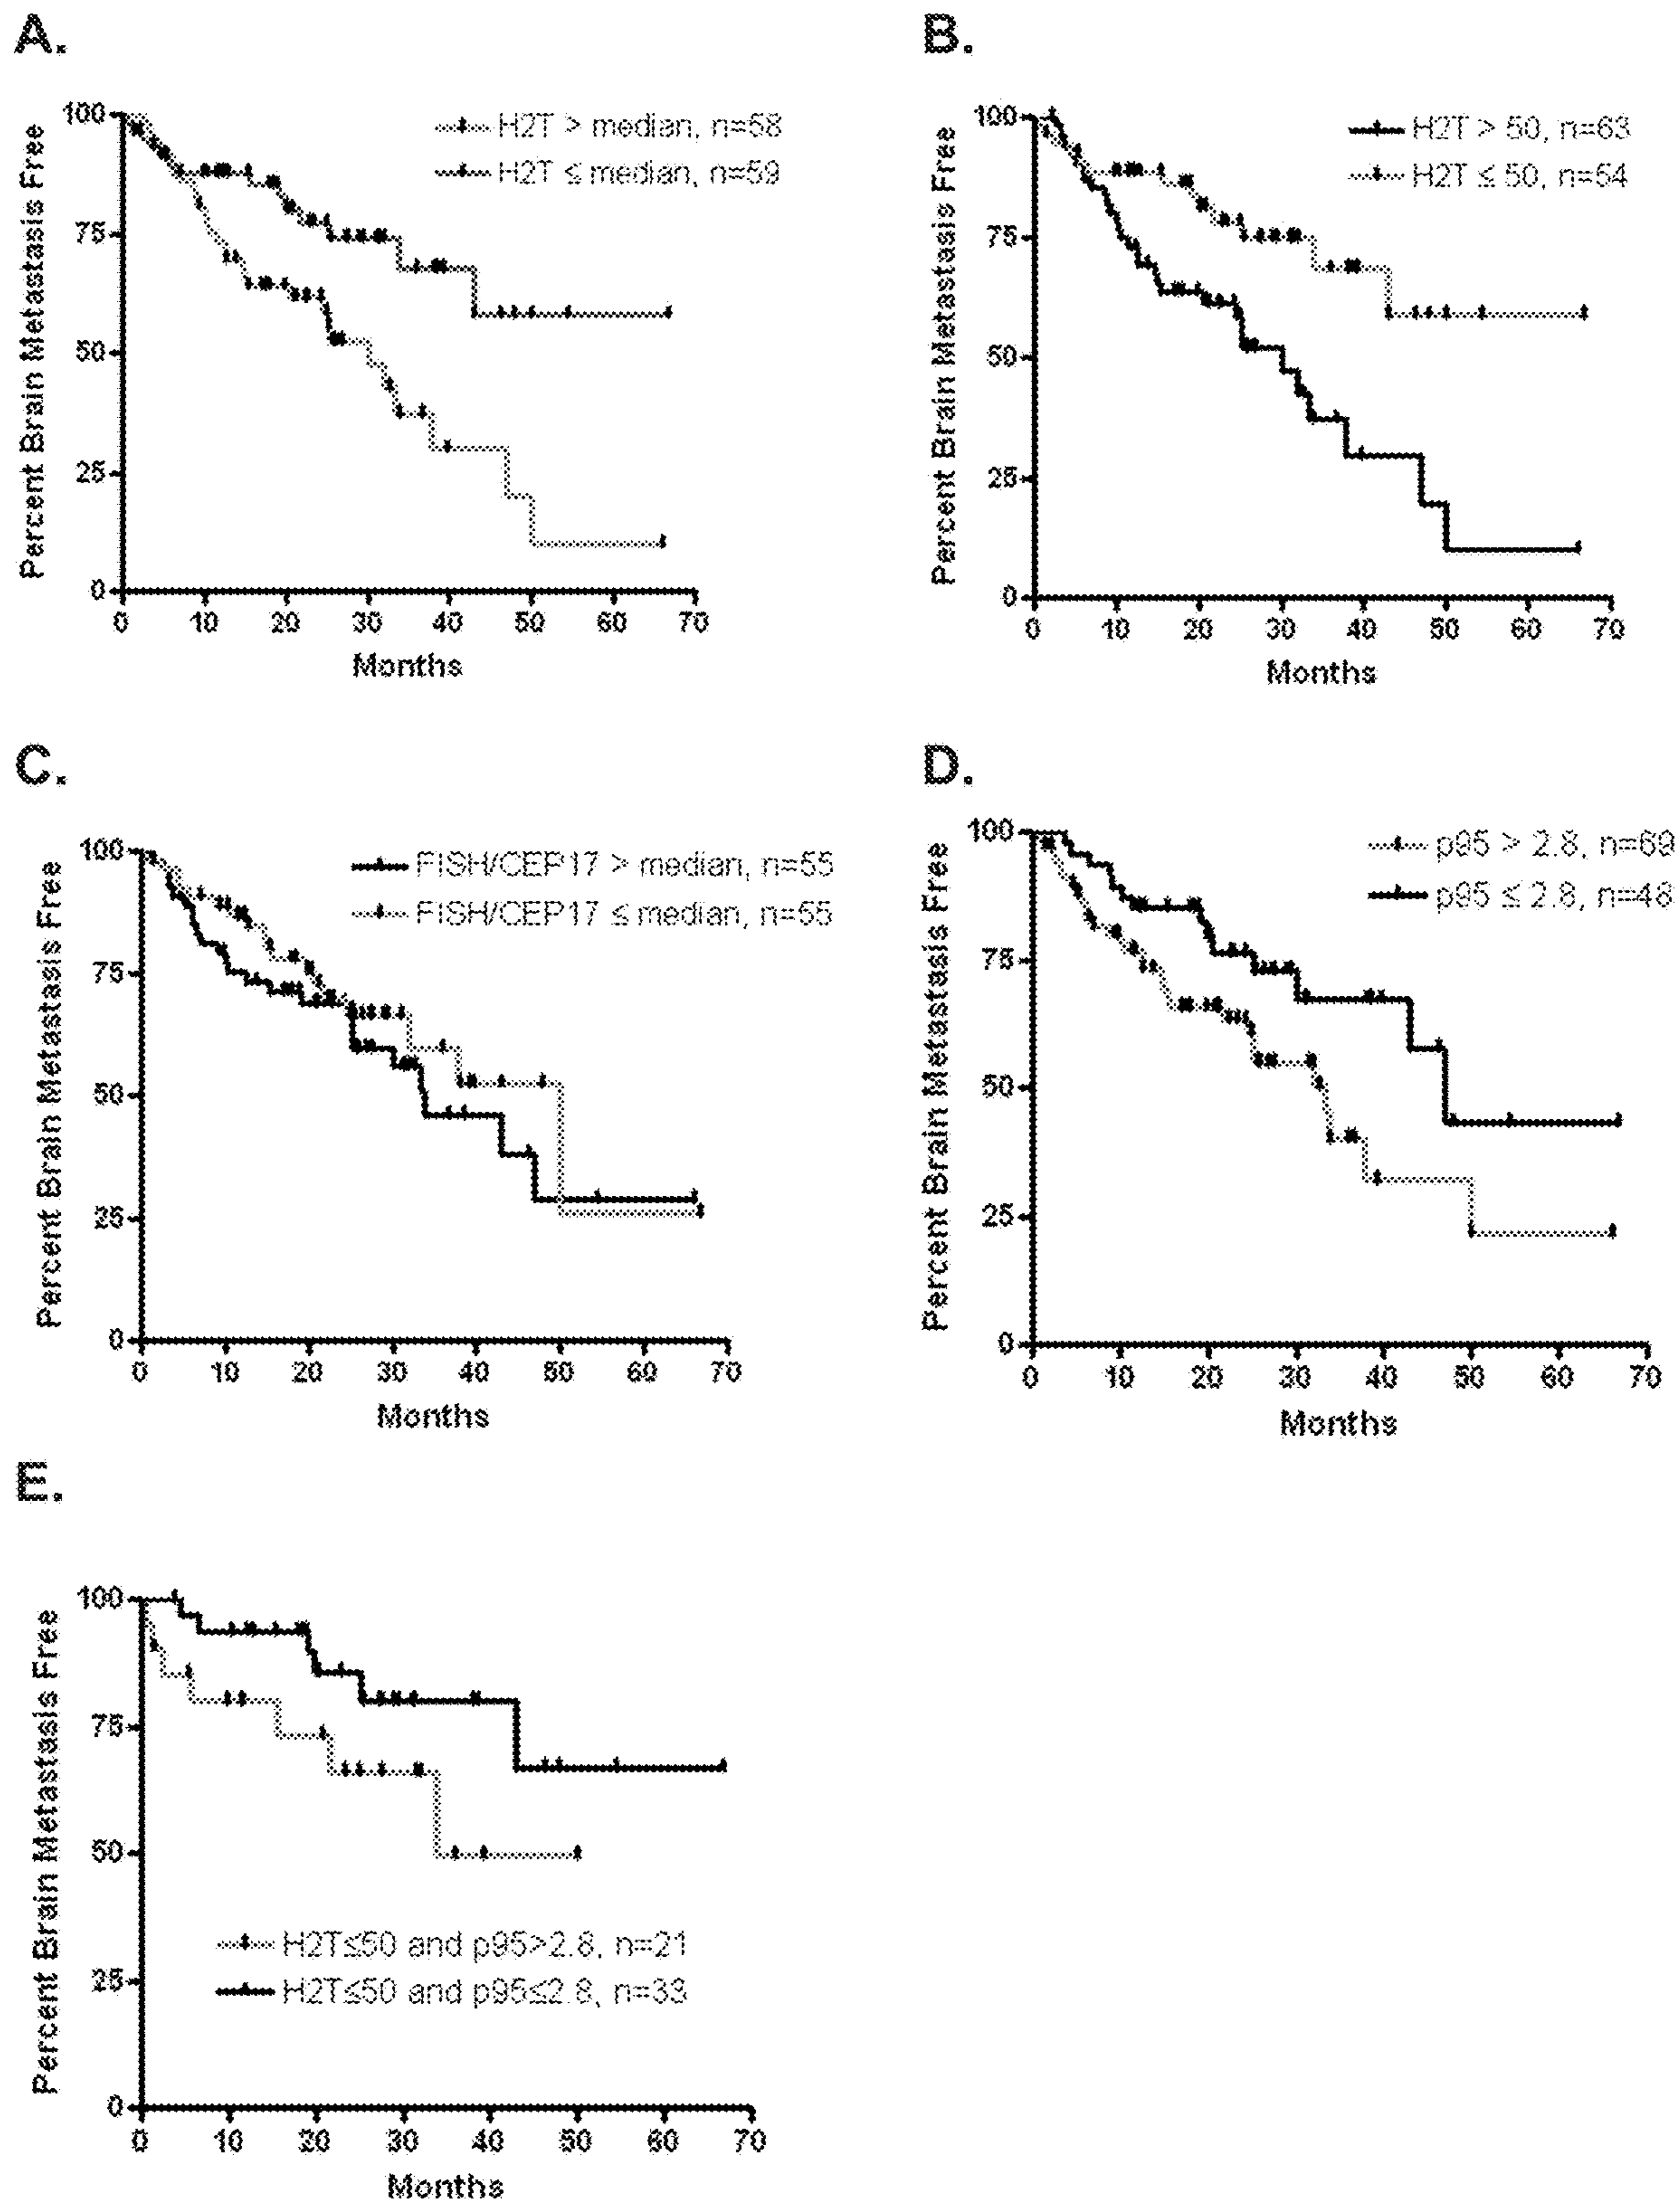 A.
Percent Brain Metastasis Free
100
75
50
25
0
H2T > median, n=58
H2T ≤ median, n=59
0 10 20 30 40 50 60 70
Months
B.
Percent Brain Metastasis Free
100
75
50
25
0
H2T > 50, n=63
H2T ≤ 50, n=54
0 10 20 30 40 50 60 70
Months
C.
Percent Brain Metastasis Free
100
75
50
25
0
FISH/CEP17 > median, n=55
FISH/CEP17 ≤ median, n=55
0 10 20 30 40 50 60 70
Months
D.
Percent Brain Metastasis Free
100
75
50
25
0
p95 > 2.8, n=69
p95 ≤ 2.8, n=48
0 10 20 30 40 50 60 70
Months
E.
Percent Brain Metastasis Free
100
75
50
25
0
H2T≤50 and p95>2.8, n=21
H2T≤50 and p95≤2.8, n=33
0 10 20 30 40 50 60 70
Months